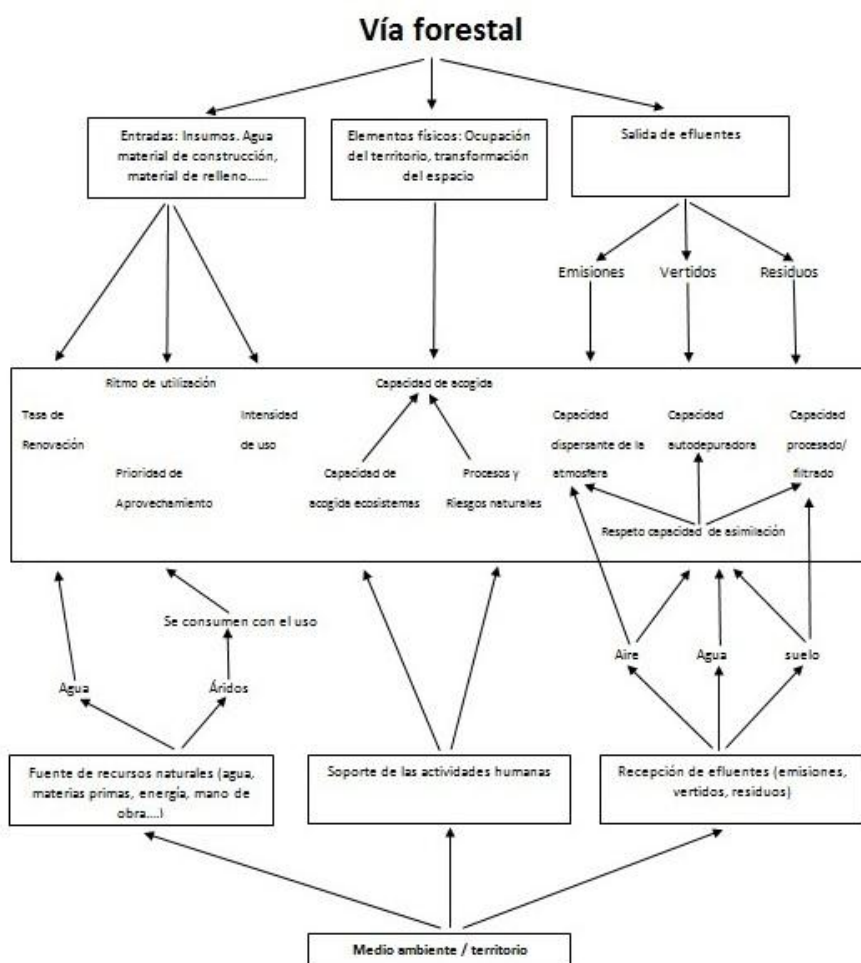 Vía forestal
Entradas: Insumos. Agua
material de construcción,
material de relleno......
Elementos físicos: Ocupación
del territorio, transformación
del espacio
Salida de efluentes
Emisiones
Vertidos
Residuos
Ritmo de utilización
Capacidad de acogida
Tasa de
Renovación
Intensidad
de uso
Capacidad
dispersante de la
atmosfera
Capacidad
autodepuradora
Capacidad
procesado/
filtrado
Prioridad de
Aprovechamiento
Capacidad de
acogida ecosistemas
Procesos y
Riesgos naturales
Respeto capacidad de asimilación
Se consumen con el uso
Agua
Áridos
Aire
Agua
suelo
Fuente de recursos naturales (agua,
materias primas, energía, mano de
obra....)
Soporte de las actividades humanas
Recepción de efluentes (emisiones,
vertidos, residuos)
Medio ambiente / territorio